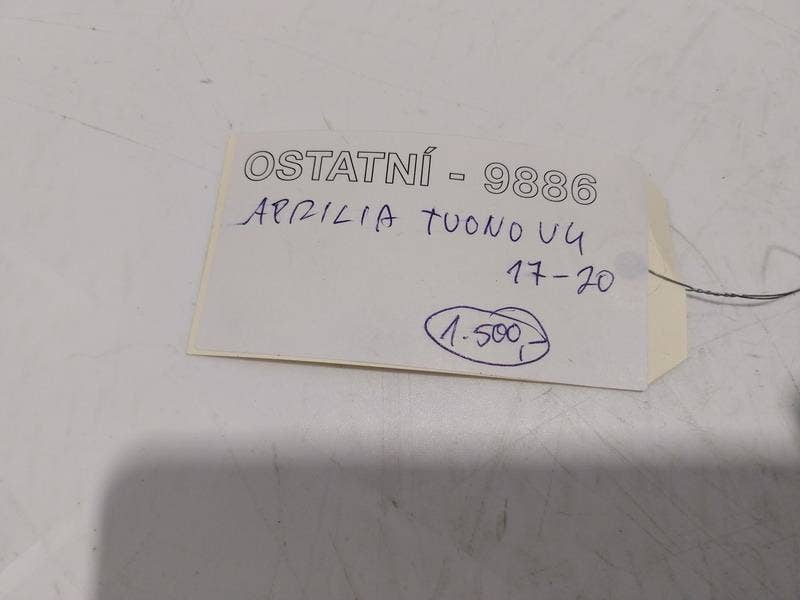 OSTATNÍ - 9886
APRILIA TUONO V4
17-20
1.500,-